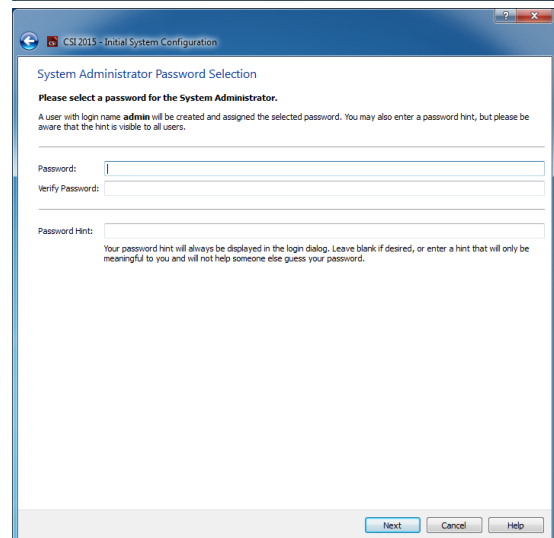 CSI 2015 - Initial System Configuration
System Administrator Password Selection
Please select a password for the System Administrator.
A user with login name admin will be created and assigned the selected password. You may also enter a password hint, but please be
aware that the hint is visible to all users.
Password:
Verify Password:
Password Hint:
Your password hint will always be displayed in the login dialog. Leave blank if desired, or enter a hint that will only be
meaningful to you and will not help someone else guess your password.
Next Cancel Help